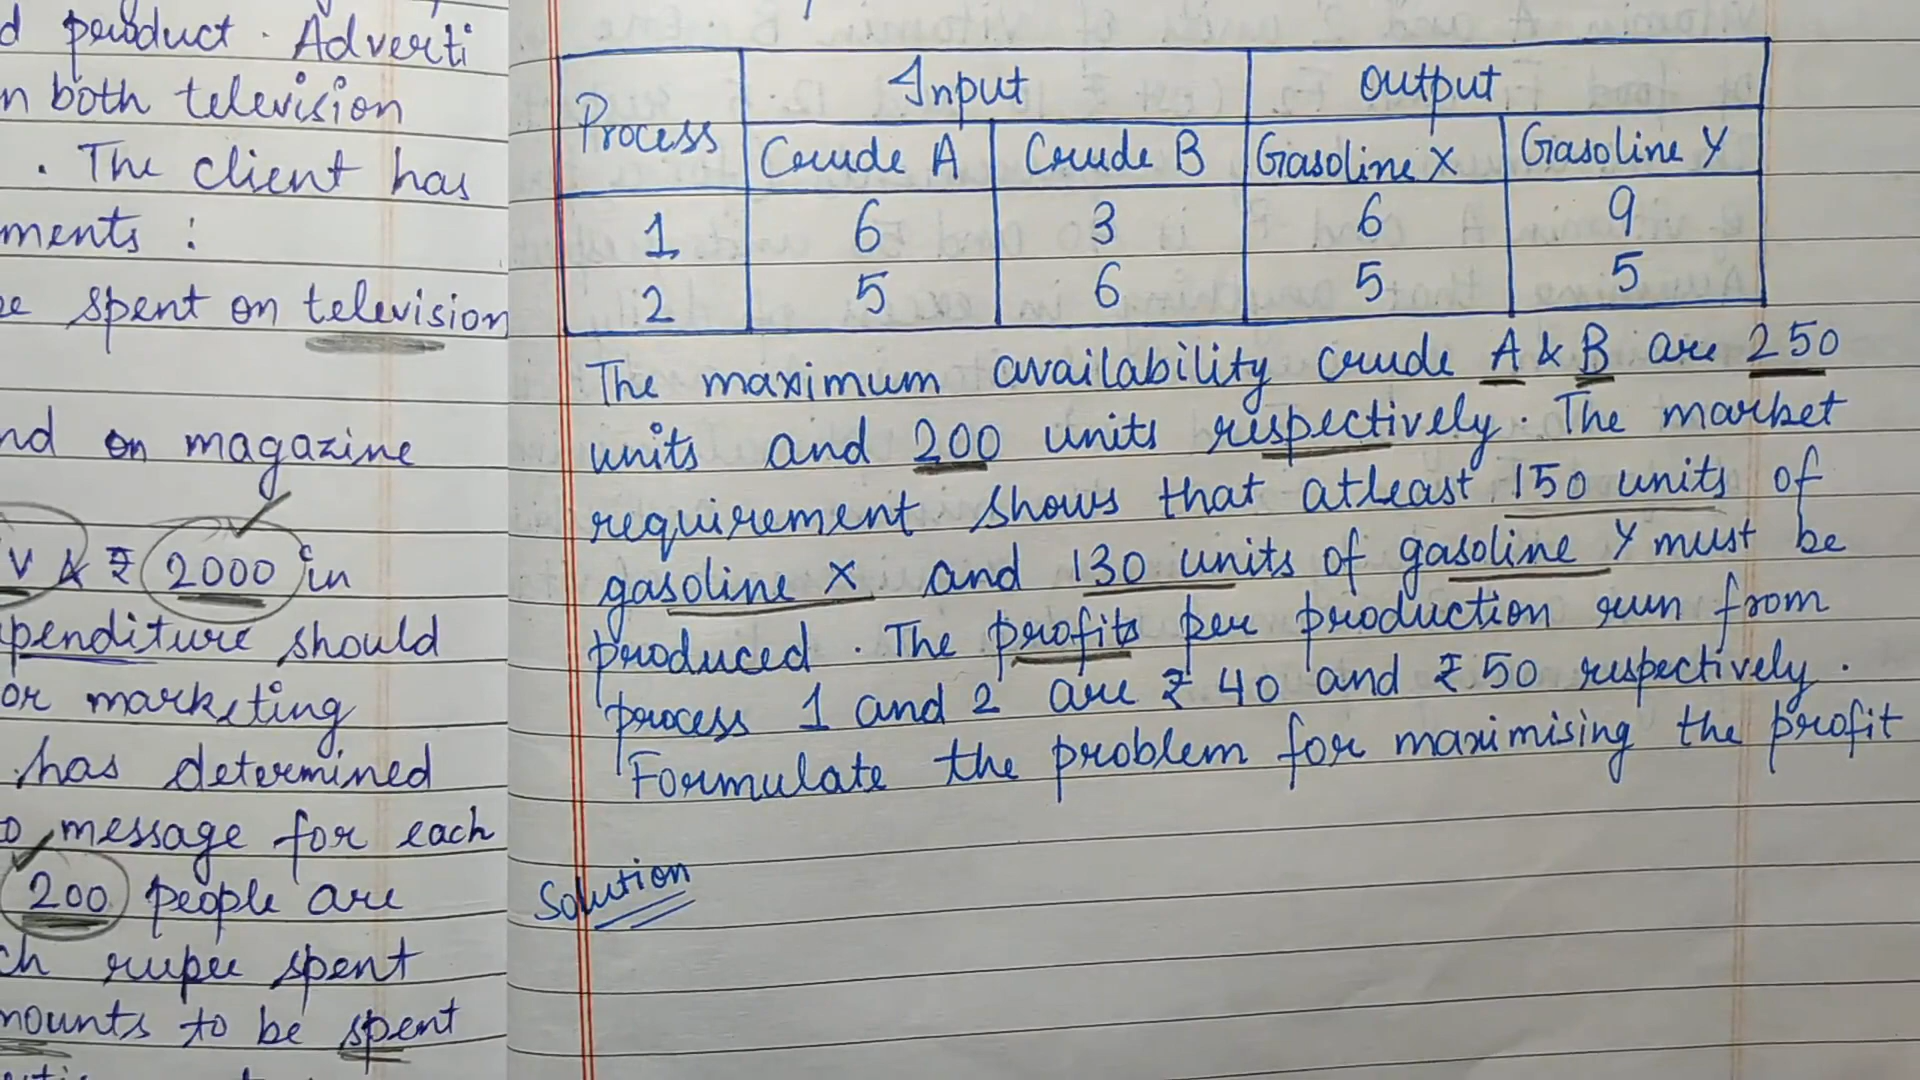 d product. Adverti
n both television
. The client has
ments :
be spent on television
nd on magazine
V & ₹ 2000 in
penditure should
or marketing
has determined
o message for each
200 people are
ch rupee spent
mounts to be spent
Process Input Output
Crude A Crude B Gasoline X Gasoline Y
1 6 3 6 9
2 5 6 5 5
The maximum availability crude A & B are 250
units and 200 units respectively. The market
requirement shows that atleast 150 units of
gasoline X and 130 units of gasoline Y must be
produced. The profits per production run from
process 1 and 2 are ₹ 40 and ₹ 50 respectively.
Formulate the problem for maximising the profit
Solution